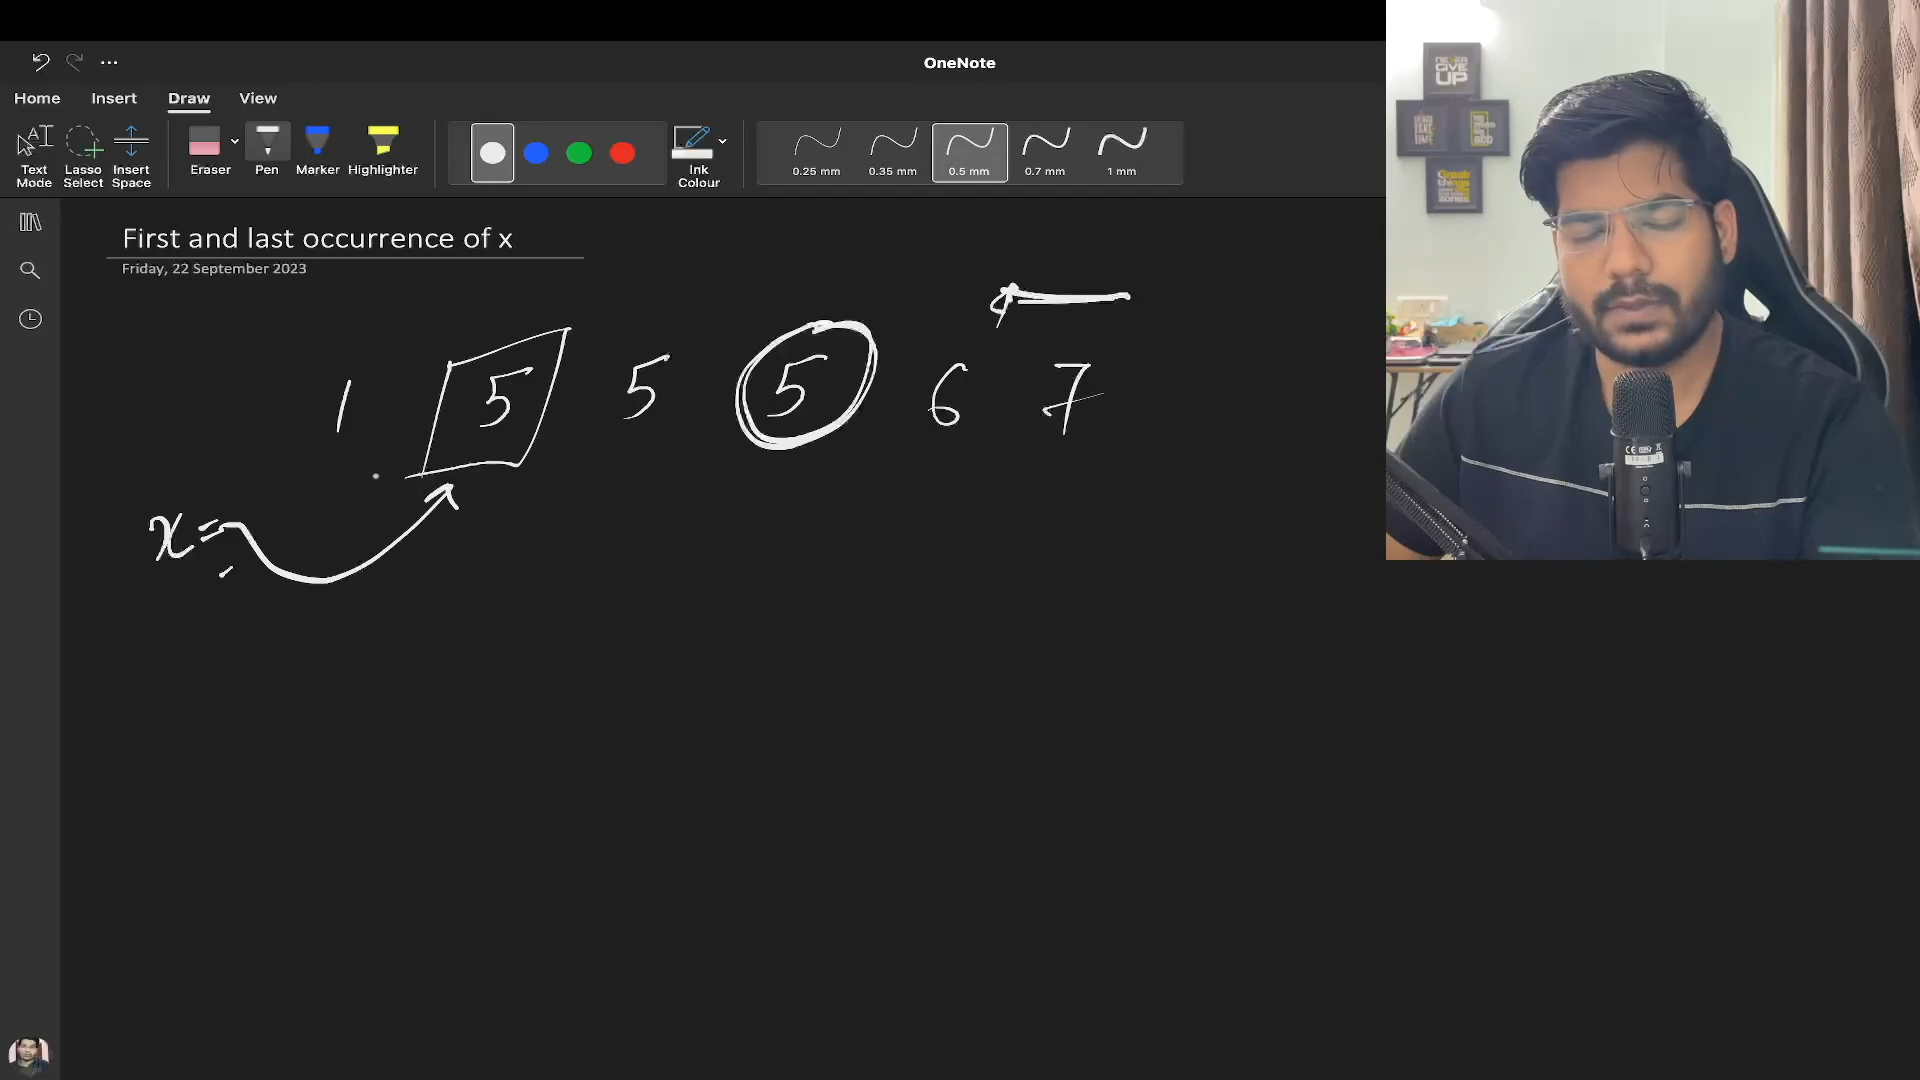 OneNote
Home Insert Draw View
Text Mode
Lasso Select
Insert Space
Eraser
Pen
Marker
Highlighter
Ink Colour
0.25 mm
0.35 mm
0.5 mm
0.7 mm
1 mm
First and last occurrence of x
Friday, 22 September 2023
1 5 5 5 6 7
x=
NEVER GIVE UP